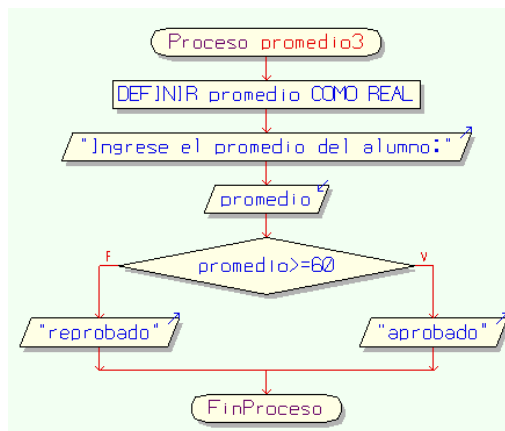 Proceso promedio3
DEFINIR promedio COMO REAL
"Ingrese el promedio del alumno:"
promedio
promedio>=60
F
V
"reprobado"
"aprobado"
FinProceso